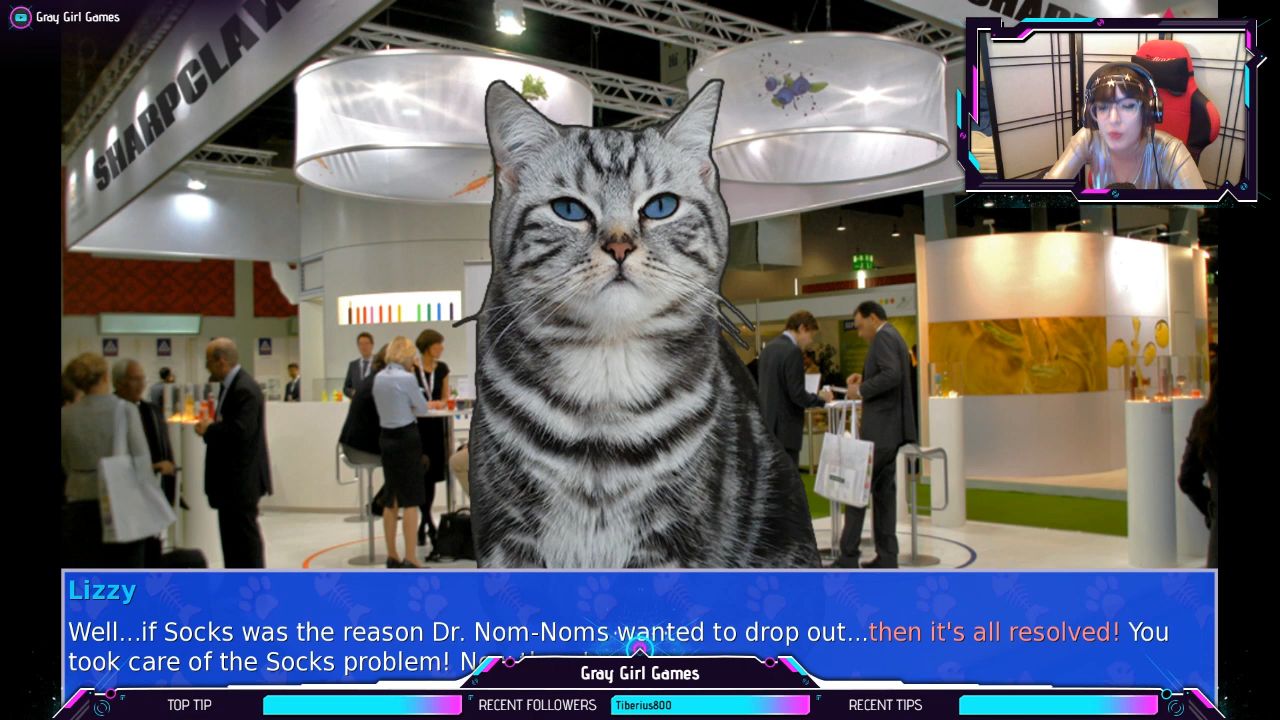 Gray Girl Games
SHARPCLAW
SHARP
Lizzy
Well...if Socks was the reason Dr. Nom-Noms wanted to drop out...then it's all resolved! You
took care of the Socks problem!
Gray Girl Games
TOP TIP
RECENT FOLLOWERS
Tiberius800
RECENT TIPS